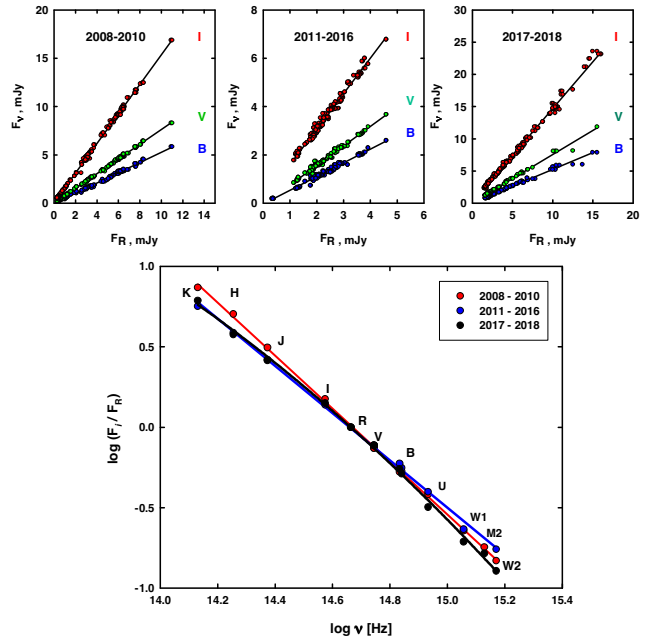 2008-2010
I
V
B
F_ν, mJy
20
15
10
5
0
0 2 4 6 8 10 12 14
F_R , mJy
2011-2016
I
V
B
F_ν, mJy
8
6
4
2
0
0 1 2 3 4 5 6
F_R , mJy
2017-2018
I
V
B
F_ν, mJy
30
25
20
15
10
5
0
0 5 10 15 20
F_R , mJy
log (F_i / F_R)
1.0
0.5
0.0
-0.5
-1.0
K
H
J
I
R
V
B
U
W1
M2
W2
2008 - 2010
2011 - 2016
2017 - 2018
14.0 14.2 14.4 14.6 14.8 15.0 15.2 15.4
log ν [Hz]